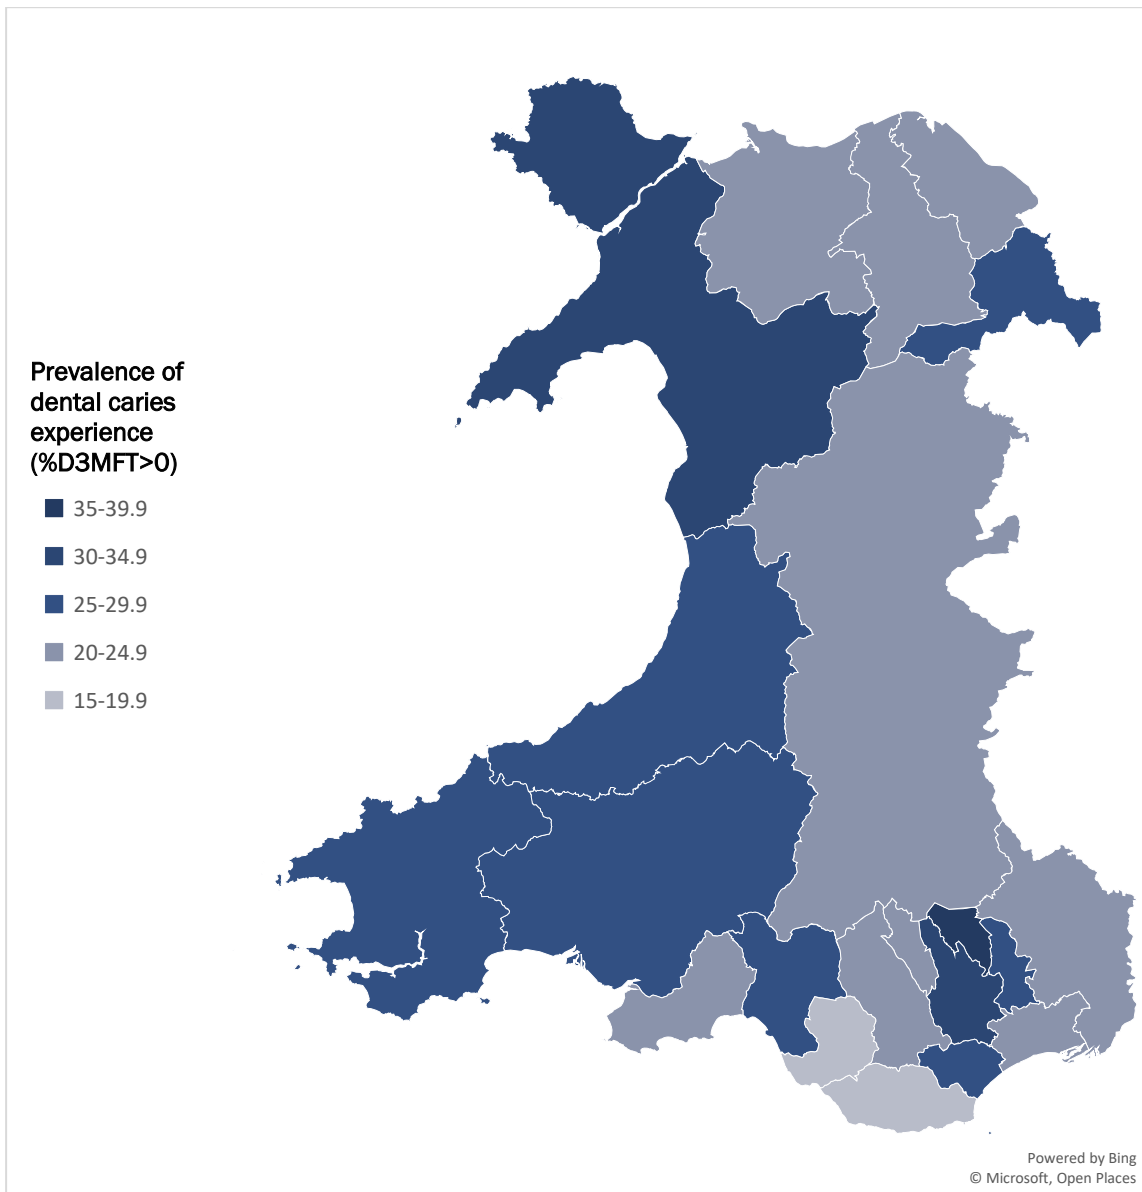 Prevalence of
dental caries
experience
(%D3MFT>0)
35-39.9
30-34.9
25-29.9
20-24.9
15-19.9
Powered by Bing
© Microsoft, Open Places